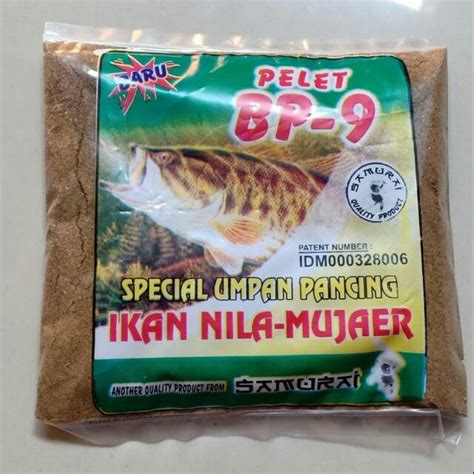 BARU
PELET
BP-9
SAMURAI
QUALITY PRODUCT
PATENT NUMBER :
IDM000328006
SPECIAL UMPAN PANCING
IKAN NILA-MUJAER
ANOTHER QUALITY PRODUCT FROM SAMURAI